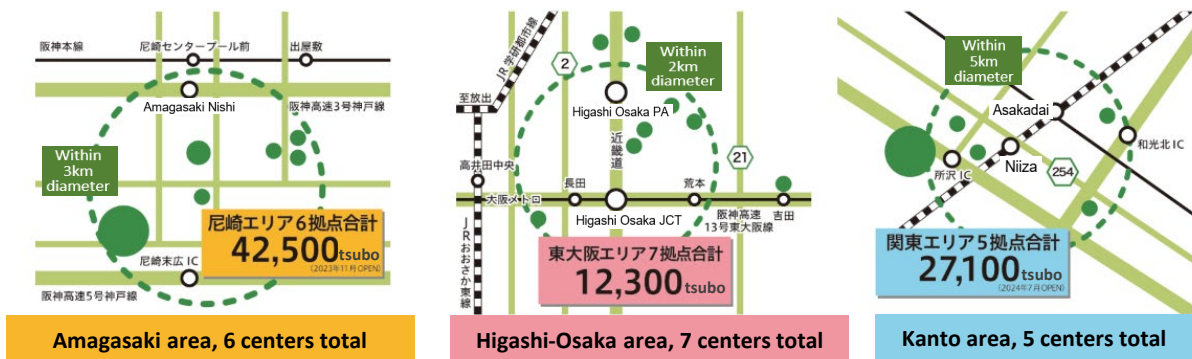 阪神本線
尼崎センタープール前
出屋敷
Amagasaki Nishi
阪神高速3号神戸線
Within
3km
diameter
尼崎エリア6拠点合計
42,500tsubo
(2023年11月OPEN)
尼崎末広 IC
阪神高速5号神戸線
Amagasaki area, 6 centers total
JR学研都市線
2
Within
2km
diameter
至放出
Higashi Osaka PA
近畿道
21
高井田中央
長田
荒本
大阪メトロ
Higashi Osaka JCT
阪神高速
13号東大阪線
吉田
JRおおさか東線
東大阪エリア7拠点合計
12,300tsubo
Higashi-Osaka area, 7 centers total
Within
5km
diameter
Asakadai
和光北 IC
Niiza
所沢 IC
254
関東エリア5拠点合計
27,100tsubo
(2024年7月OPEN)
Kanto area, 5 centers total